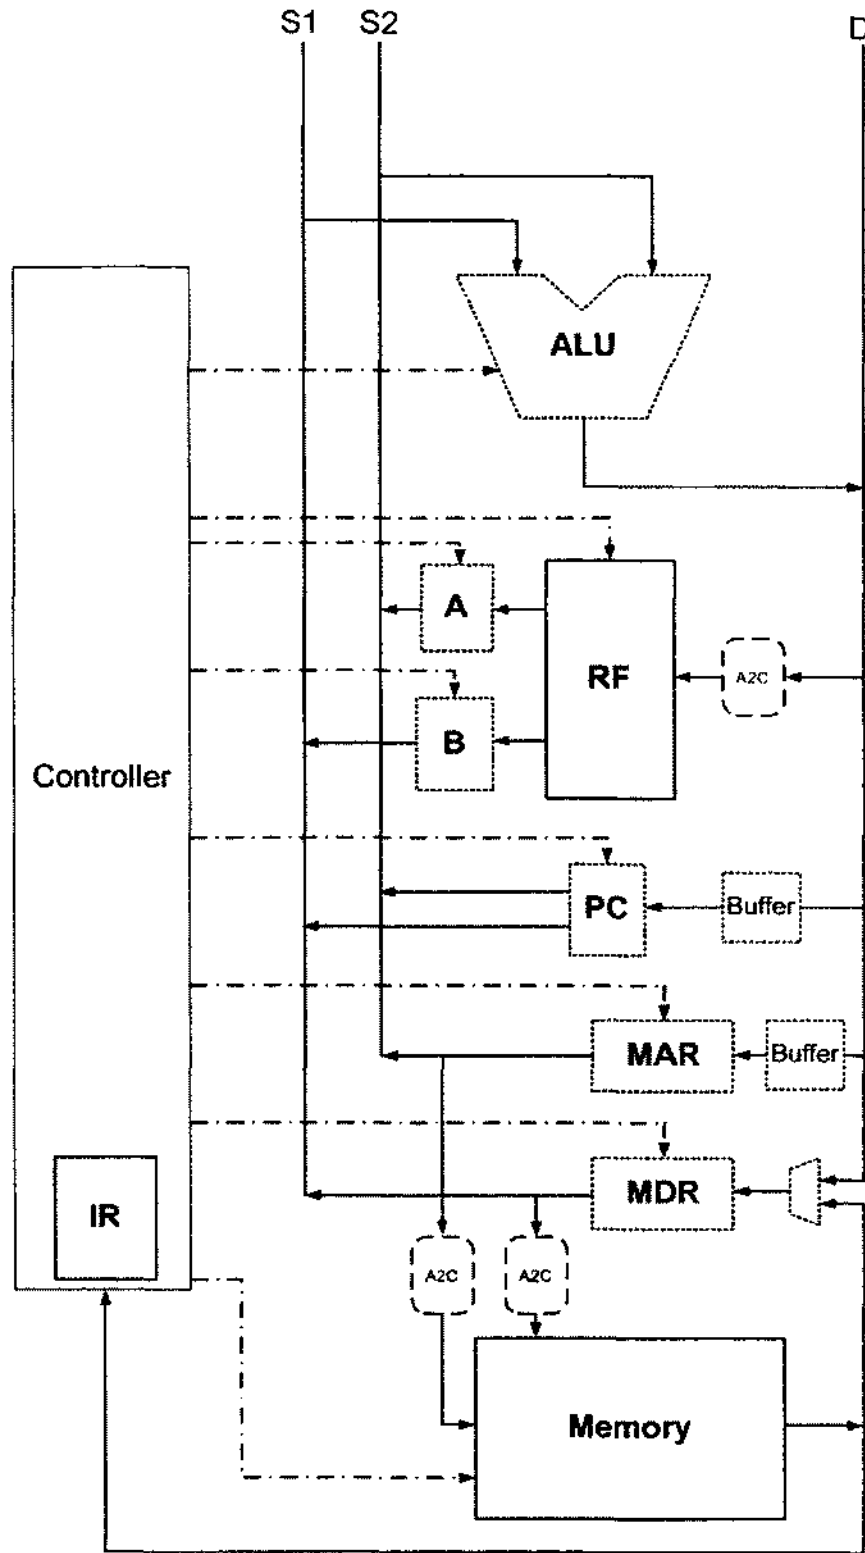 S1 S2 D
ALU
A
RF
A2C
B
Controller
PC
Buffer
MAR
Buffer
MDR
IR
A2C
A2C
Memory